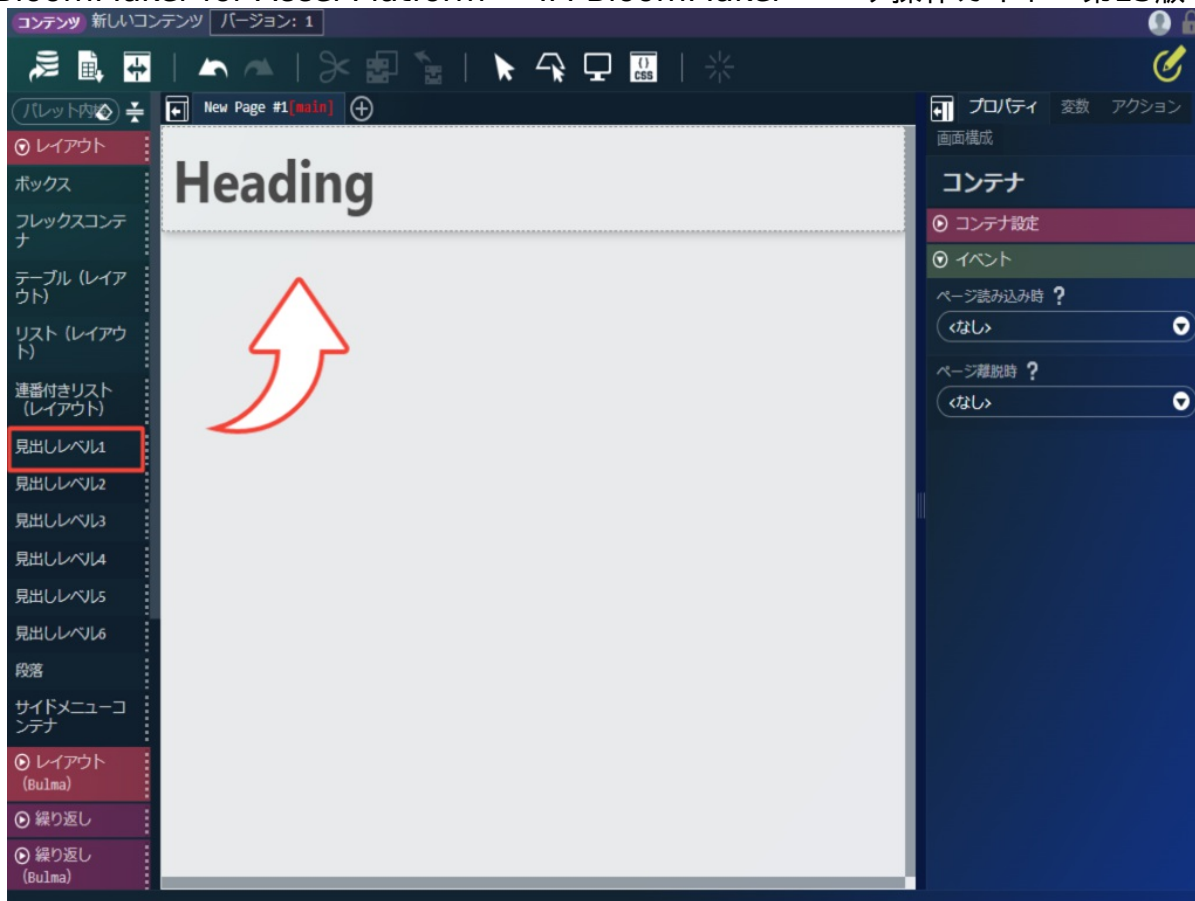 コンテンツ 新しいコンテンツ バージョン: 1
CSS
パレット内検
New Page #1[main]
プロパティ 変数 アクション
画面構成
レイアウト
ボックス
フレックスコンテ
ナ
テーブル（レイア
ウト）
リスト（レイアウ
ト）
連番付きリスト
（レイアウト）
見出しレベル1
見出しレベル2
見出しレベル3
見出しレベル4
見出しレベル5
見出しレベル6
段落
サイドメニューコ
ンテナ
レイアウト
（Bulma）
繰り返し
繰り返し
（Bulma）
Heading
コンテナ
コンテナ設定
イベント
ページ読み込み時 ?
<なし>
ページ離脱時 ?
<なし>